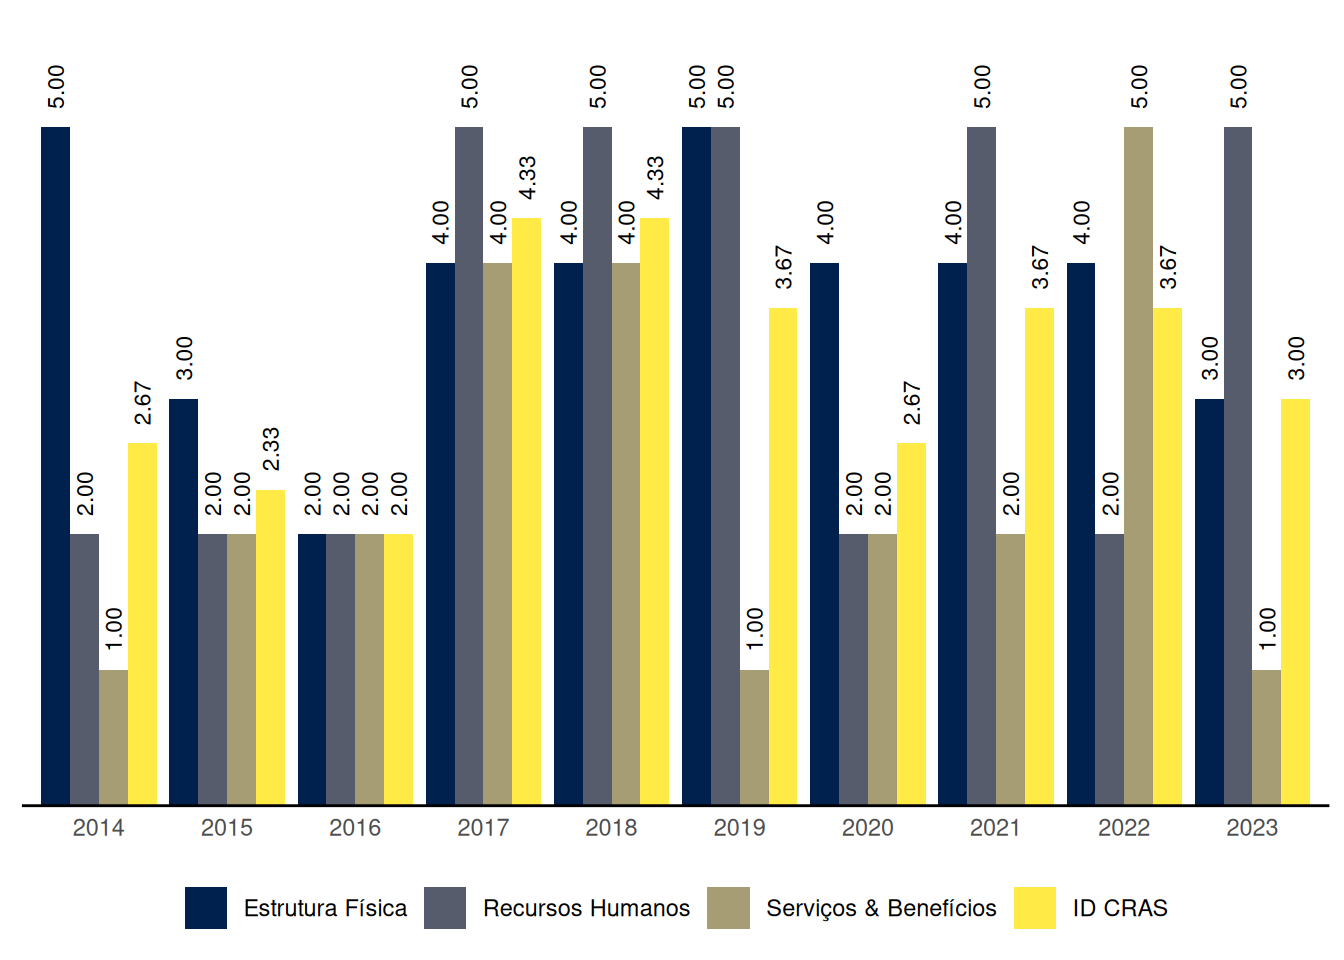 5.00 2.00 1.00 2.67
3.00 2.00 2.00 2.33
2.00 2.00 2.00 2.00
4.00 5.00 4.00 4.33
4.00 5.00 4.00 4.33
5.00 5.00 1.00 3.67
4.00 2.00 2.00 2.67
4.00 5.00 2.00 3.67
4.00 2.00 5.00 3.67
3.00 5.00 1.00 3.00
2014 2015 2016 2017 2018 2019 2020 2021 2022 2023
Estrutura Física Recursos Humanos Serviços & Benefícios ID CRAS